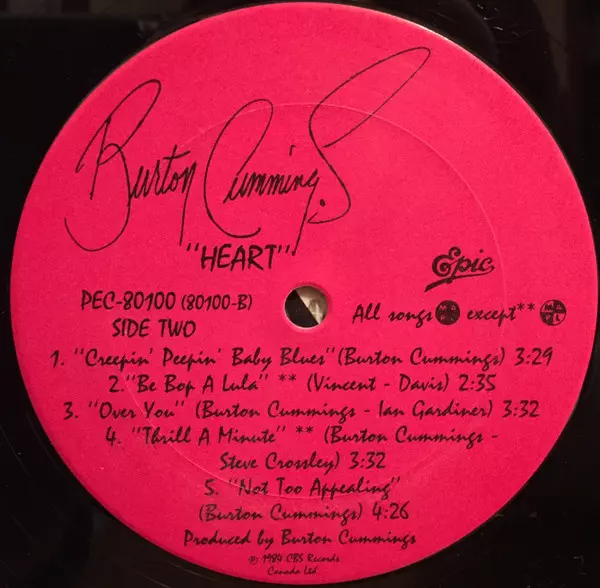 Burton Cummings
"HEART"
Epic
PEC-80100 (80100-B)
SIDE TWO
All songs MAPL except** MAPL
1. "Creepin' Peepin' Baby Blues" (Burton Cummings) 3:29
2. "Be Bop A Lula" ** (Vincent - Davis) 2:35
3. "Over You" (Burton Cummings - Ian Gardiner) 3:32
4. "Thrill A Minute" ** (Burton Cummings -
Steve Crossley) 3:32
5. "Not Too Appealing"
(Burton Cummings) 4:26
Produced by Burton Cummings
℗ 1984 CBS Records
Canada Ltd.